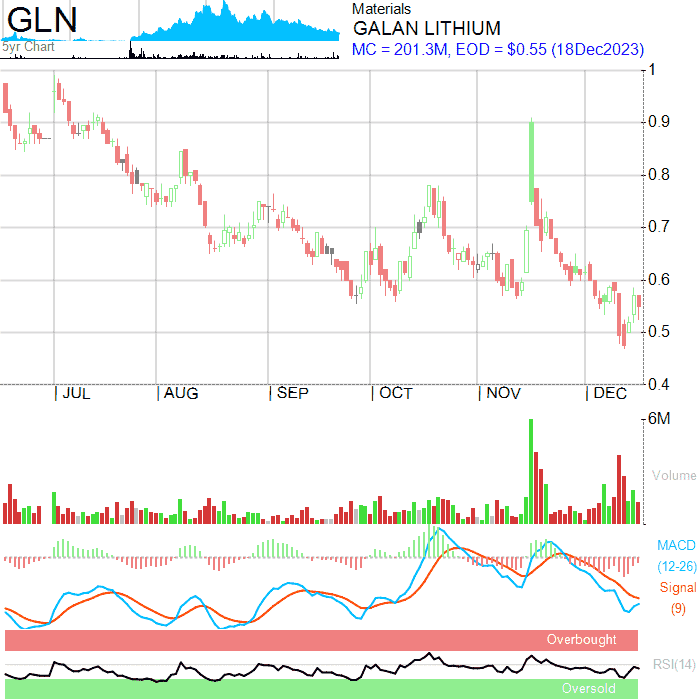 GLN
5yr Chart
Materials
GALAN LITHIUM
MC = 201.3M, EOD = $0.55 (18Dec2023)
1
0.9
0.8
0.7
0.6
0.5
0.4
JUL AUG SEP OCT NOV DEC
6M
Volume
MACD
(12-26)
Signal
(9)
Overbought
RSI(14)
Oversold